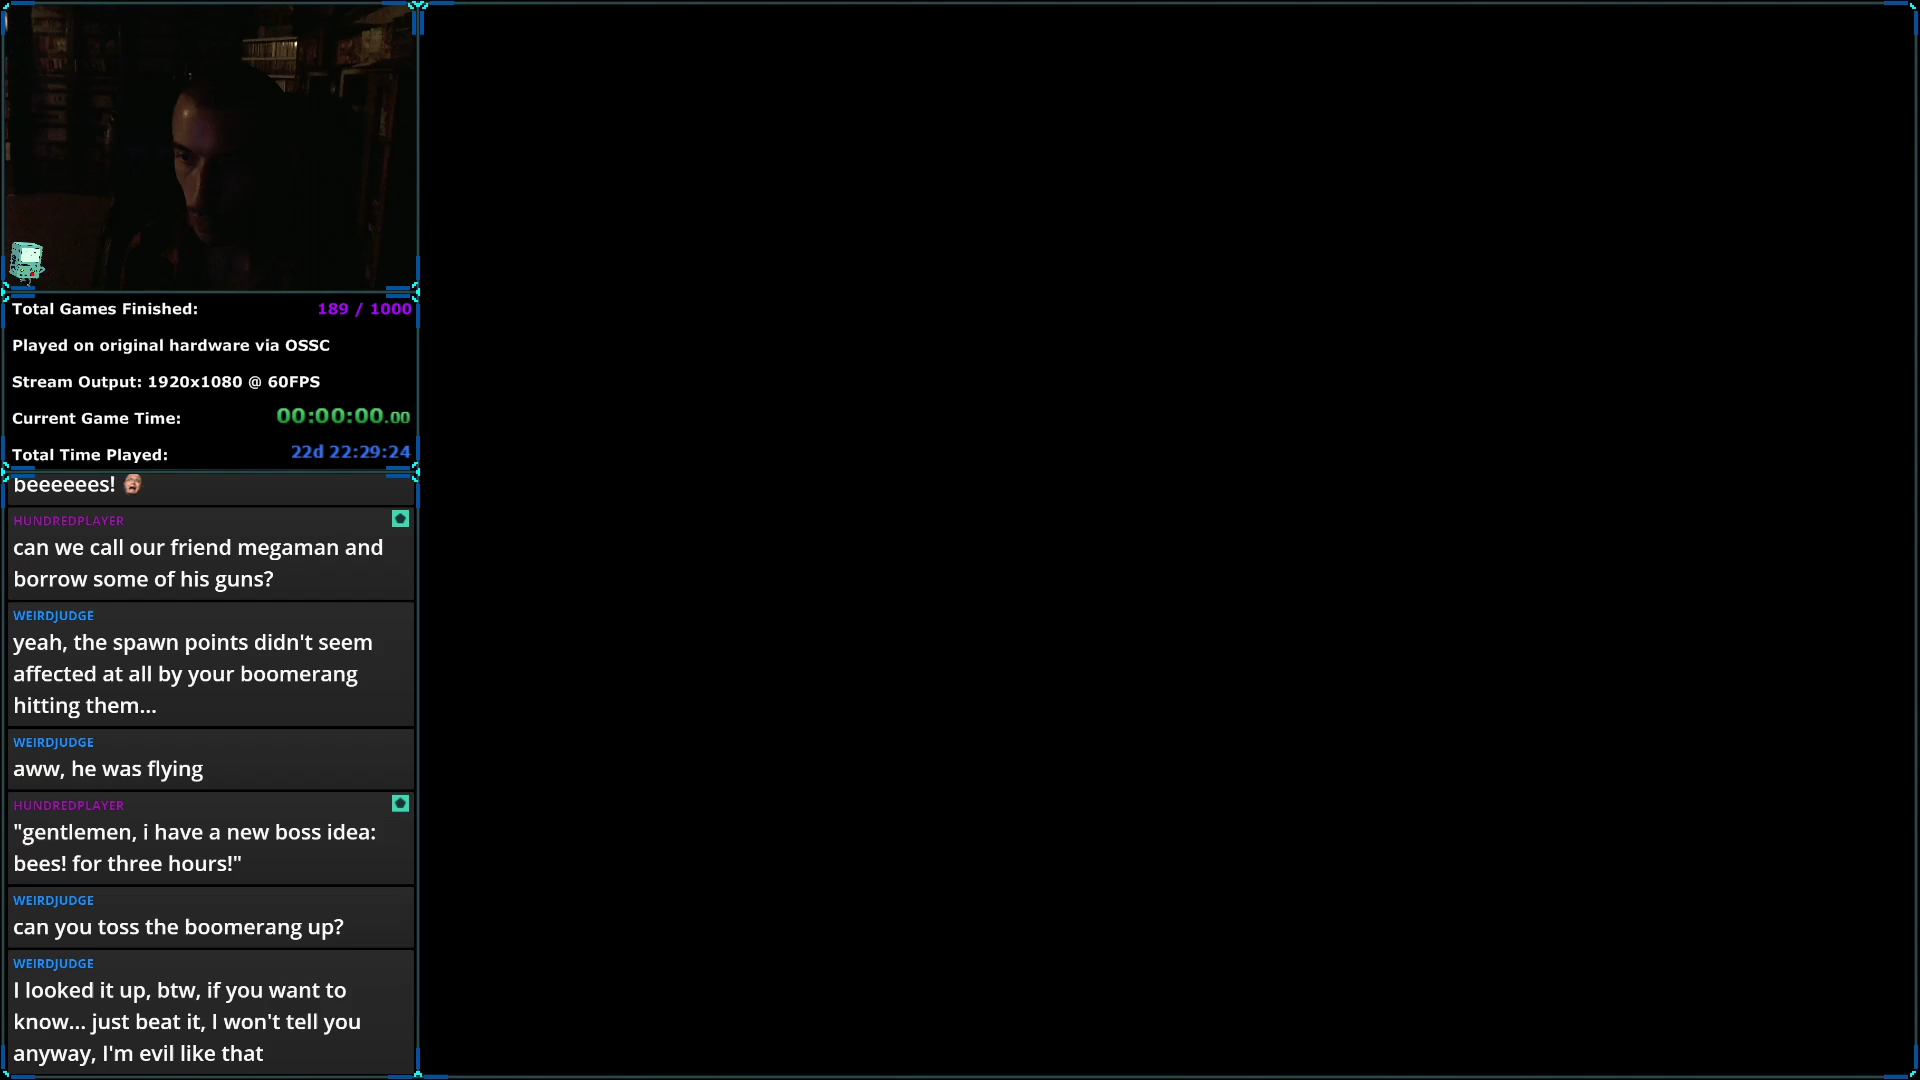 Total Games Finished: 189 / 1000
Played on original hardware via OSSC
Stream Output: 1920x1080 @ 60FPS
Current Game Time: 00:00:00.00
Total Time Played: 22d 22:29:24
beeeeees!
HUNDREDPLAYER
can we call our friend megaman and
borrow some of his guns?
WEIRDJUDGE
yeah, the spawn points didn't seem
affected at all by your boomerang
hitting them...
WEIRDJUDGE
aww, he was flying
HUNDREDPLAYER
"gentlemen, i have a new boss idea:
bees! for three hours!"
WEIRDJUDGE
can you toss the boomerang up?
WEIRDJUDGE
I looked it up, btw, if you want to
know... just beat it, I won't tell you
anyway, I'm evil like that